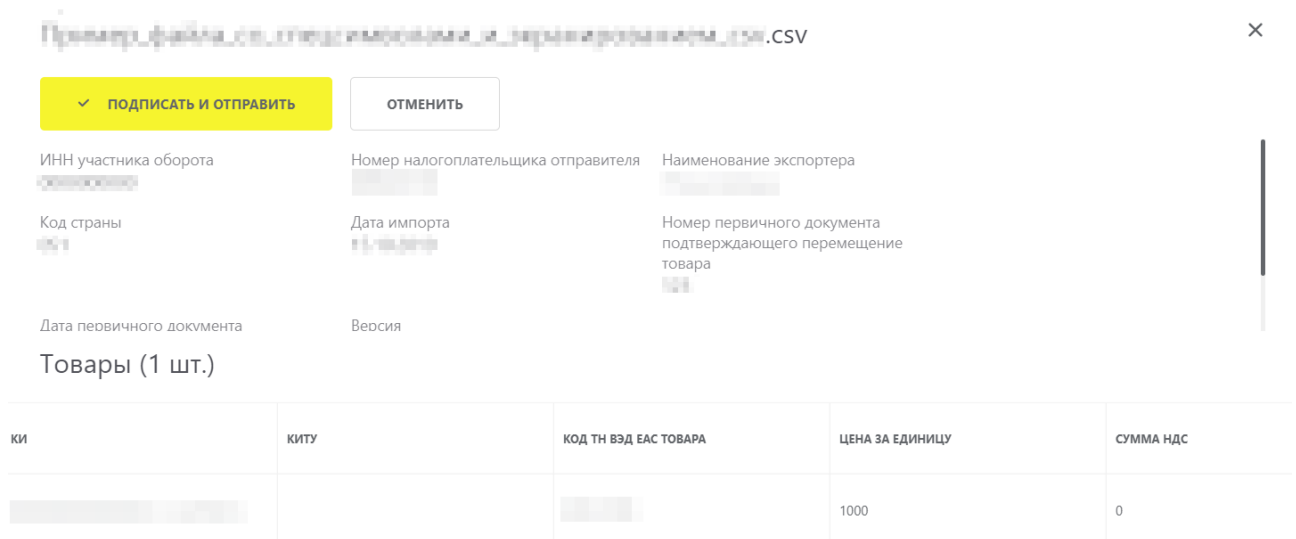 .csv
ПОДПИСАТЬ И ОТПРАВИТЬ
ОТМЕНИТЬ
ИНН участника оборота
Номер налогоплательщика отправителя
Наименование экспортера
Код страны
Дата импорта
Номер первичного документа
подтверждающего перемещение
товара
Дата первичного документа
Версия
Товары (1 шт.)
КИ
КИТУ
КОД ТН ВЭД ЕАС ТОВАРА
ЦЕНА ЗА ЕДИНИЦУ
СУММА НДС
1000
0